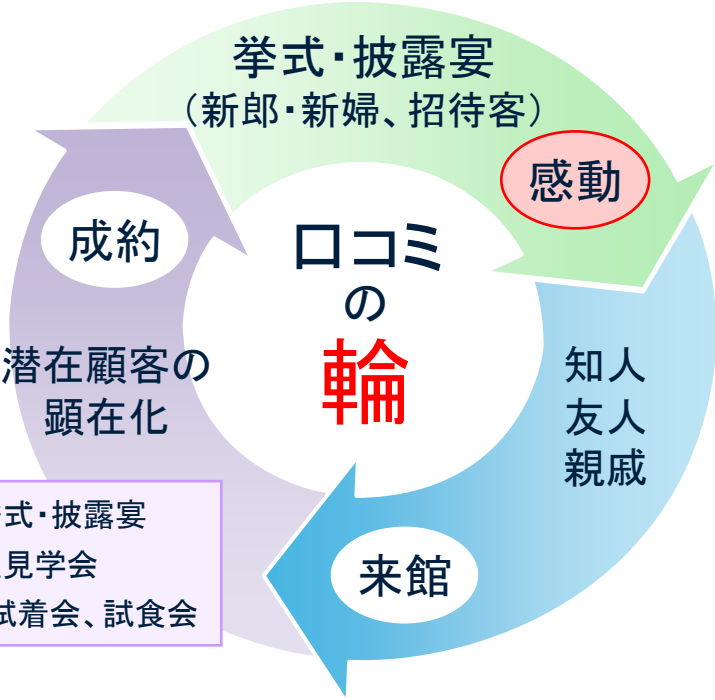 挙式・披露宴
（新郎・新婦、招待客）
感動
口コミ
の
輪
知人
友人
親戚
来館
潜在顧客の
顕在化
成約
式・披露宴
見学会
試着会、試食会